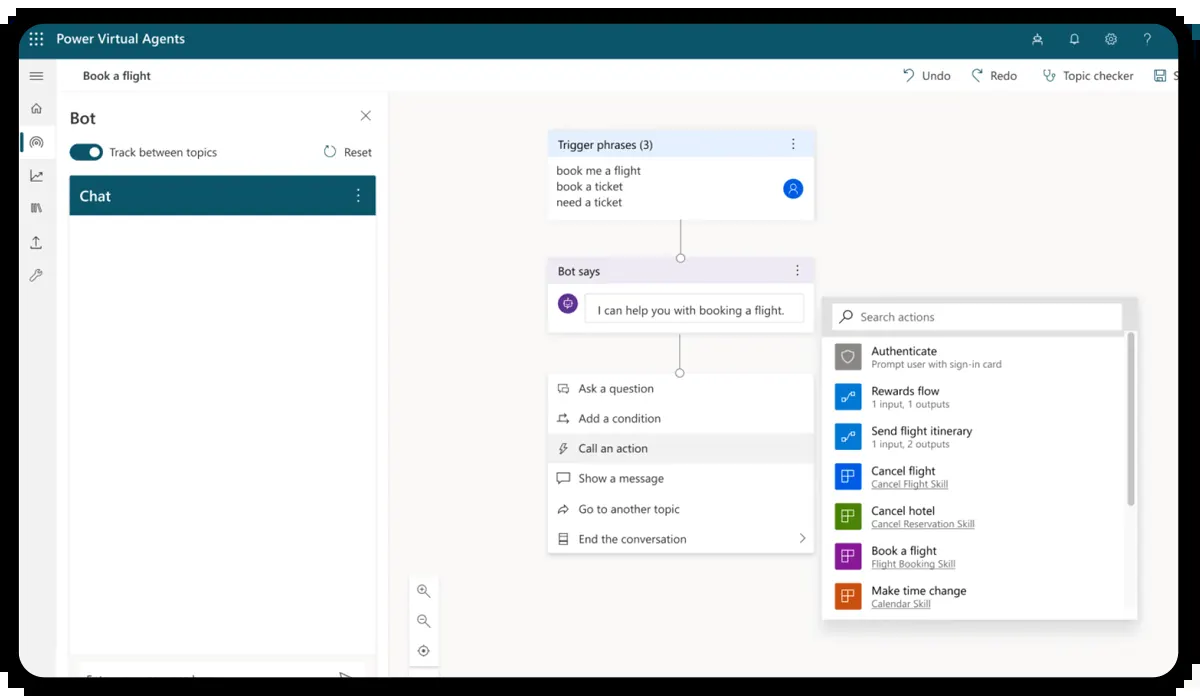 Power Virtual Agents
Book a flight
Undo
Redo
Topic checker
Bot
Track between topics
Reset
Chat
Trigger phrases (3)
book me a flight
book a ticket
need a ticket
Bot says
I can help you with booking a flight.
Ask a question
Add a condition
Call an action
Show a message
Go to another topic
End the conversation
Search actions
Authenticate
Prompt user with sign-in card
Rewards flow
1 input, 1 outputs
Send flight itinerary
1 input, 2 outputs
Cancel flight
Cancel Flight Skill
Cancel hotel
Cancel Reservation Skill
Book a flight
Flight Booking Skill
Make time change
Calendar Skill